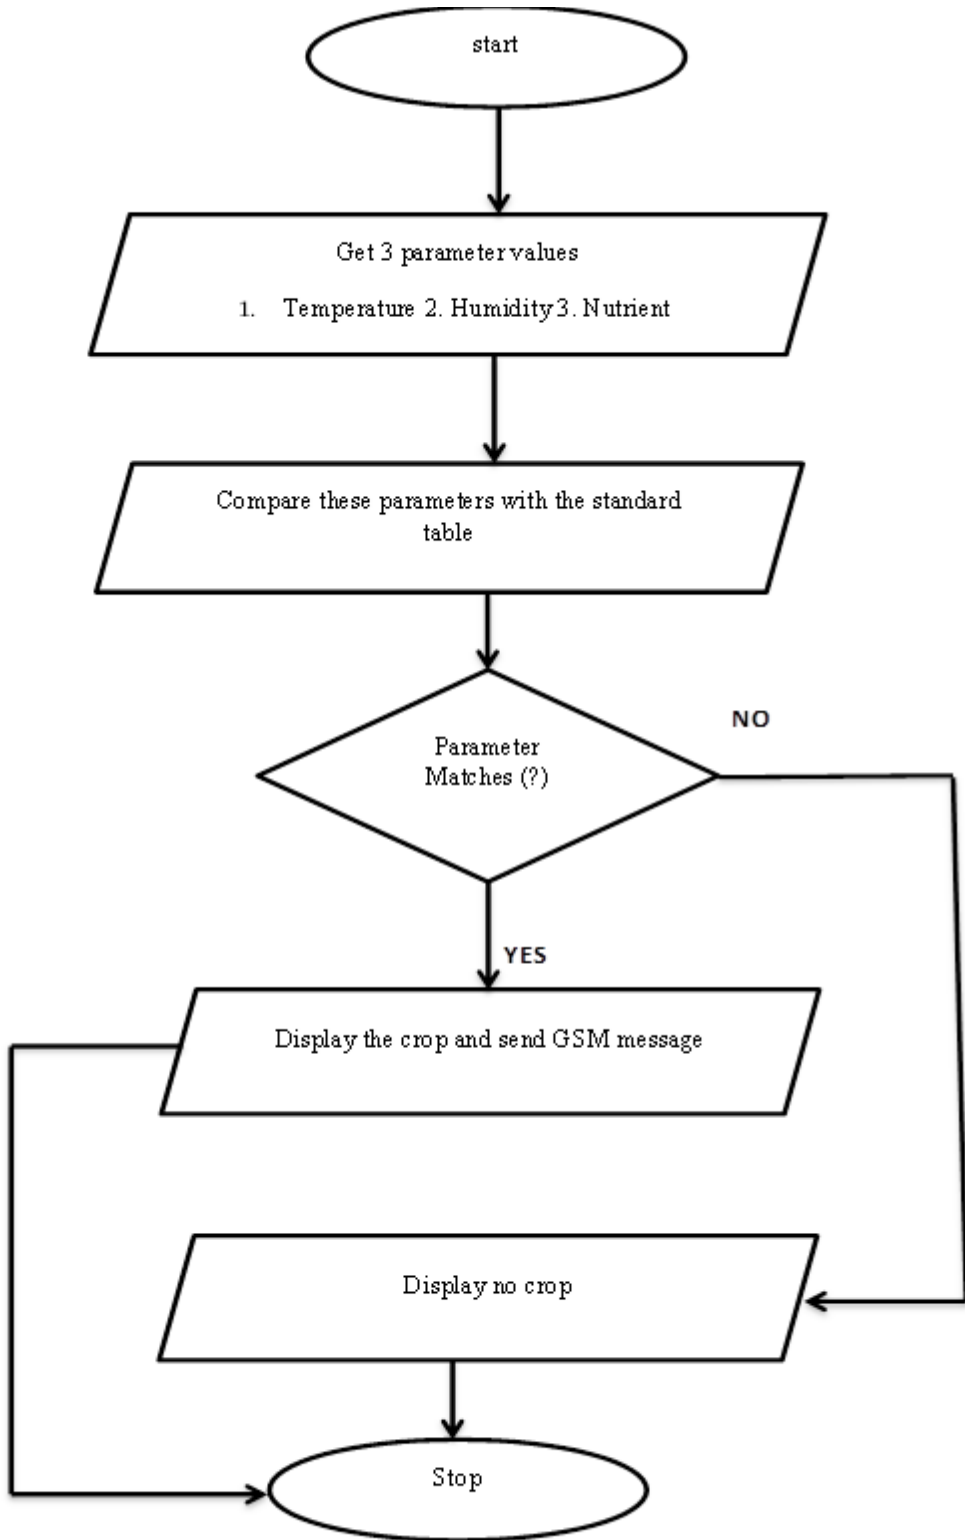 start
Get 3 parameter values
1. Temperature 2. Humidity 3. Nutrient
Compare these parameters with the standard
table
Parameter
Matches (?)
NO
YES
Display the crop and send GSM message
Display no crop
Stop